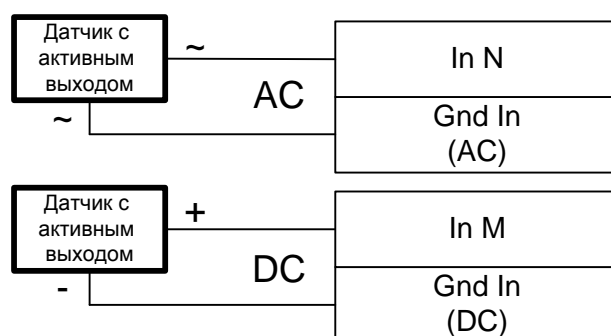 Датчик с
активным
выходом
~
~
AC
In N
Gnd In
(AC)
Датчик с
активным
выходом
+
-
DC
In M
Gnd In
(DC)